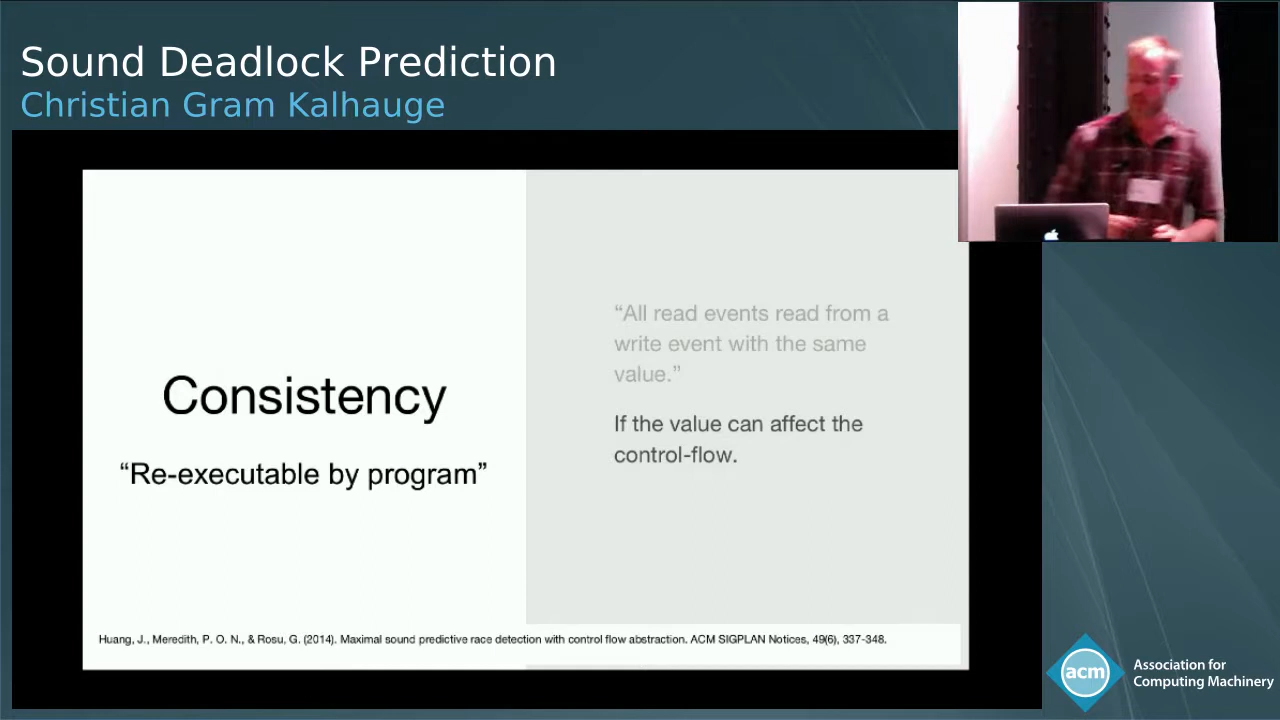 Sound Deadlock Prediction
Christian Gram Kalhauge
Consistency
“Re-executable by program”
“All read events read from a
write event with the same
value.”
If the value can affect the
control-flow.
Huang, J., Meredith, P. O. N., & Rosu, G. (2014). Maximal sound predictive race detection with control flow abstraction. ACM SIGPLAN Notices, 49(6), 337-348.
acm
Association for
Computing Machinery